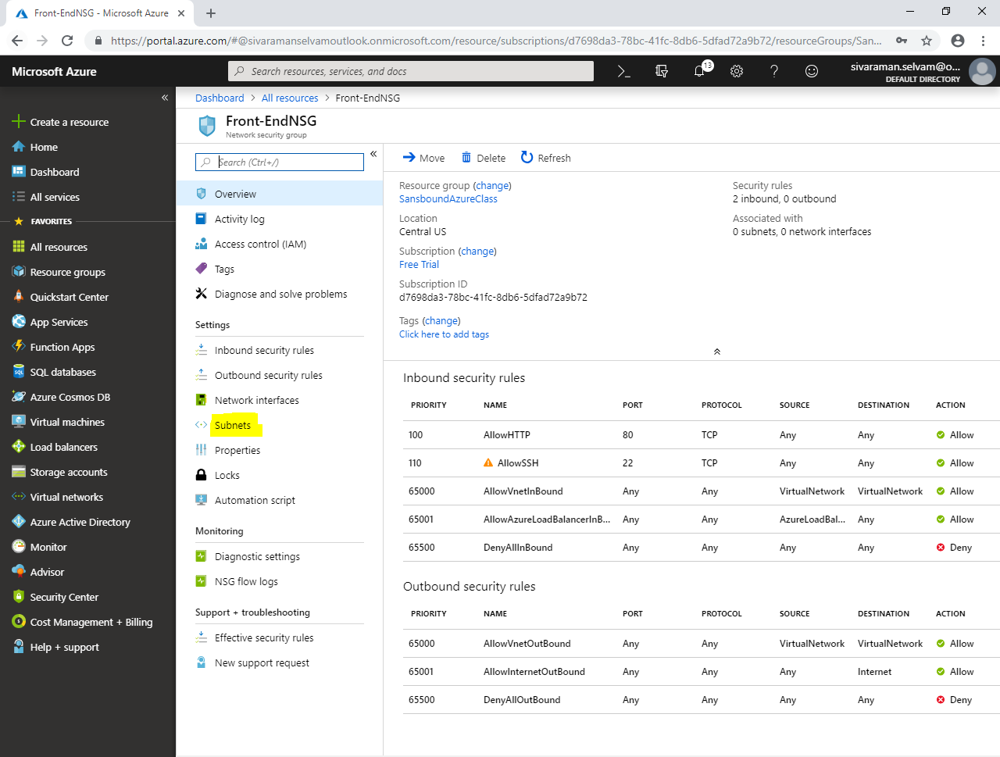 Front-EndNSG - Microsoft Azure
https://portal.azure.com/#@sivaramanselvamoutlook.onmicrosoft.com/resource/subscriptions/d7698da3-78bc-41fc-8db6-5dfad72a9b72/resourceGroups/San...
Microsoft Azure
Search resources, services, and docs
13
sivaraman.selvam@o...
DEFAULT DIRECTORY
Create a resource
Home
Dashboard
All services
FAVORITES
All resources
Resource groups
Quickstart Center
App Services
Function Apps
SQL databases
Azure Cosmos DB
Virtual machines
Load balancers
Storage accounts
Virtual networks
Azure Active Directory
Monitor
Advisor
Security Center
Cost Management + Billing
Help + support
Dashboard > All resources > Front-EndNSG
Front-EndNSG
Network security group
Search (Ctrl+/)
Overview
Activity log
Access control (IAM)
Tags
Diagnose and solve problems
Settings
Inbound security rules
Outbound security rules
Network interfaces
Subnets
Properties
Locks
Automation script
Monitoring
Diagnostic settings
NSG flow logs
Support + troubleshooting
Effective security rules
New support request
Move Delete Refresh
Resource group (change)
SansboundAzureClass
Location
Central US
Subscription (change)
Free Trial
Subscription ID
d7698da3-78bc-41fc-8db6-5dfad72a9b72
Tags (change)
Click here to add tags
Security rules
2 inbound, 0 outbound
Associated with
0 subnets, 0 network interfaces
Inbound security rules
PRIORITY NAME PORT PROTOCOL SOURCE DESTINATION ACTION
100 AllowHTTP 80 TCP Any Any Allow
110 AllowSSH 22 TCP Any Any Allow
65000 AllowVnetInBound Any Any VirtualNetwork VirtualNetwork Allow
65001 AllowAzureLoadBalancerInB... Any Any AzureLoadBal... Any Allow
65500 DenyAllInBound Any Any Any Any Deny
Outbound security rules
PRIORITY NAME PORT PROTOCOL SOURCE DESTINATION ACTION
65000 AllowVnetOutBound Any Any VirtualNetwork VirtualNetwork Allow
65001 AllowInternetOutBound Any Any Any Internet Allow
65500 DenyAllOutBound Any Any Any Any Deny